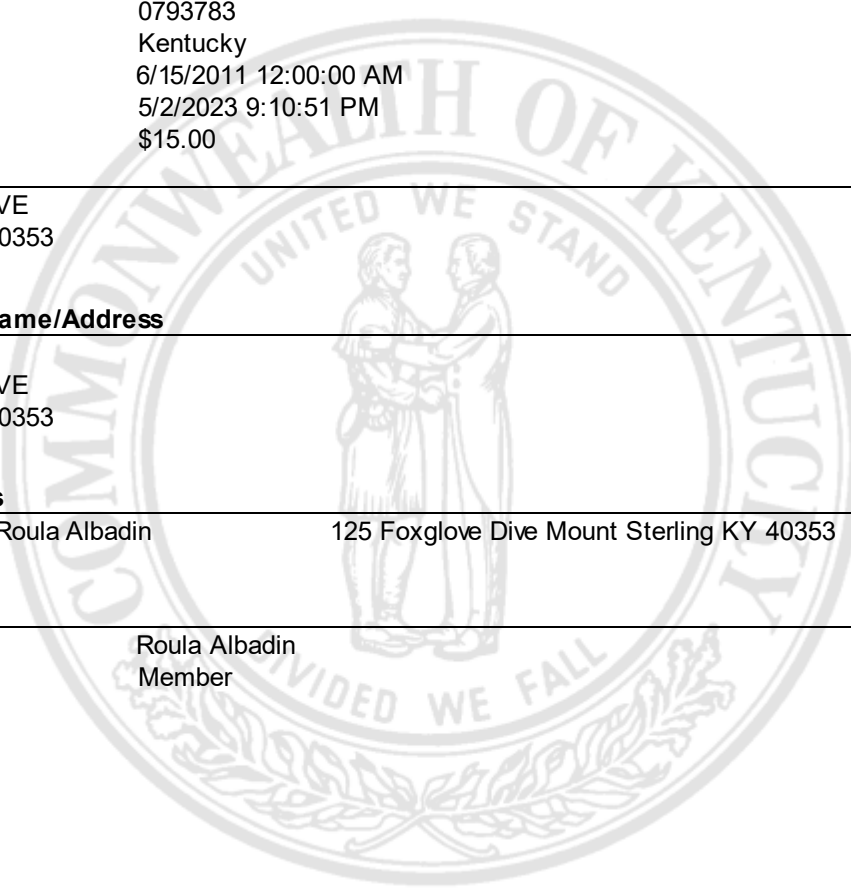 0793783
Kentucky
6/15/2011 12:00:00 AM
5/2/2023 9:10:51 PM
$15.00
VE
0353
ame/Address
VE
0353
s
Roula Albadin 125 Foxglove Dive Mount Sterling KY 40353
Roula Albadin
Member
COMMONWEALTH OF KENTUCKY
UNITED WE STAND
DIVIDED WE FALL